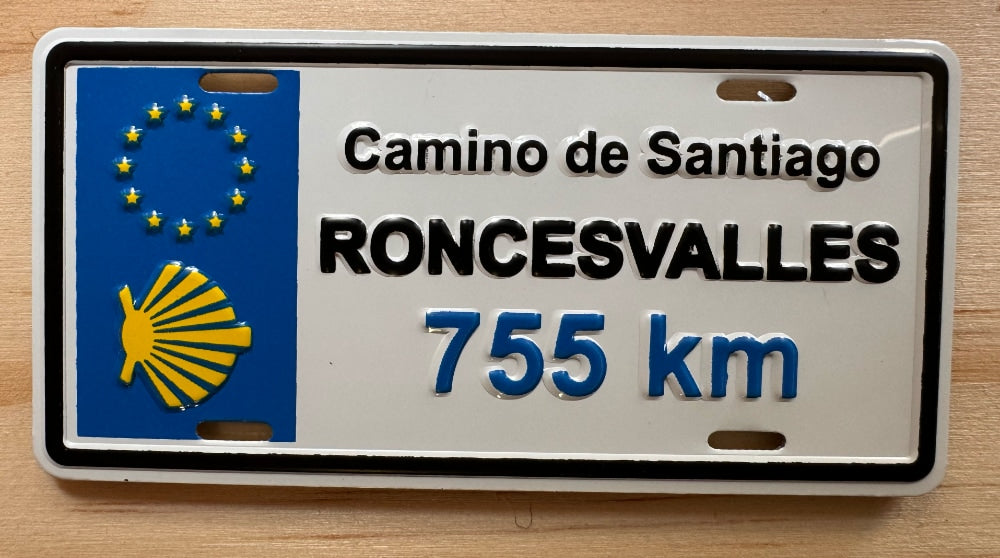 Camino de Santiago
RONCESVALLES
755 km